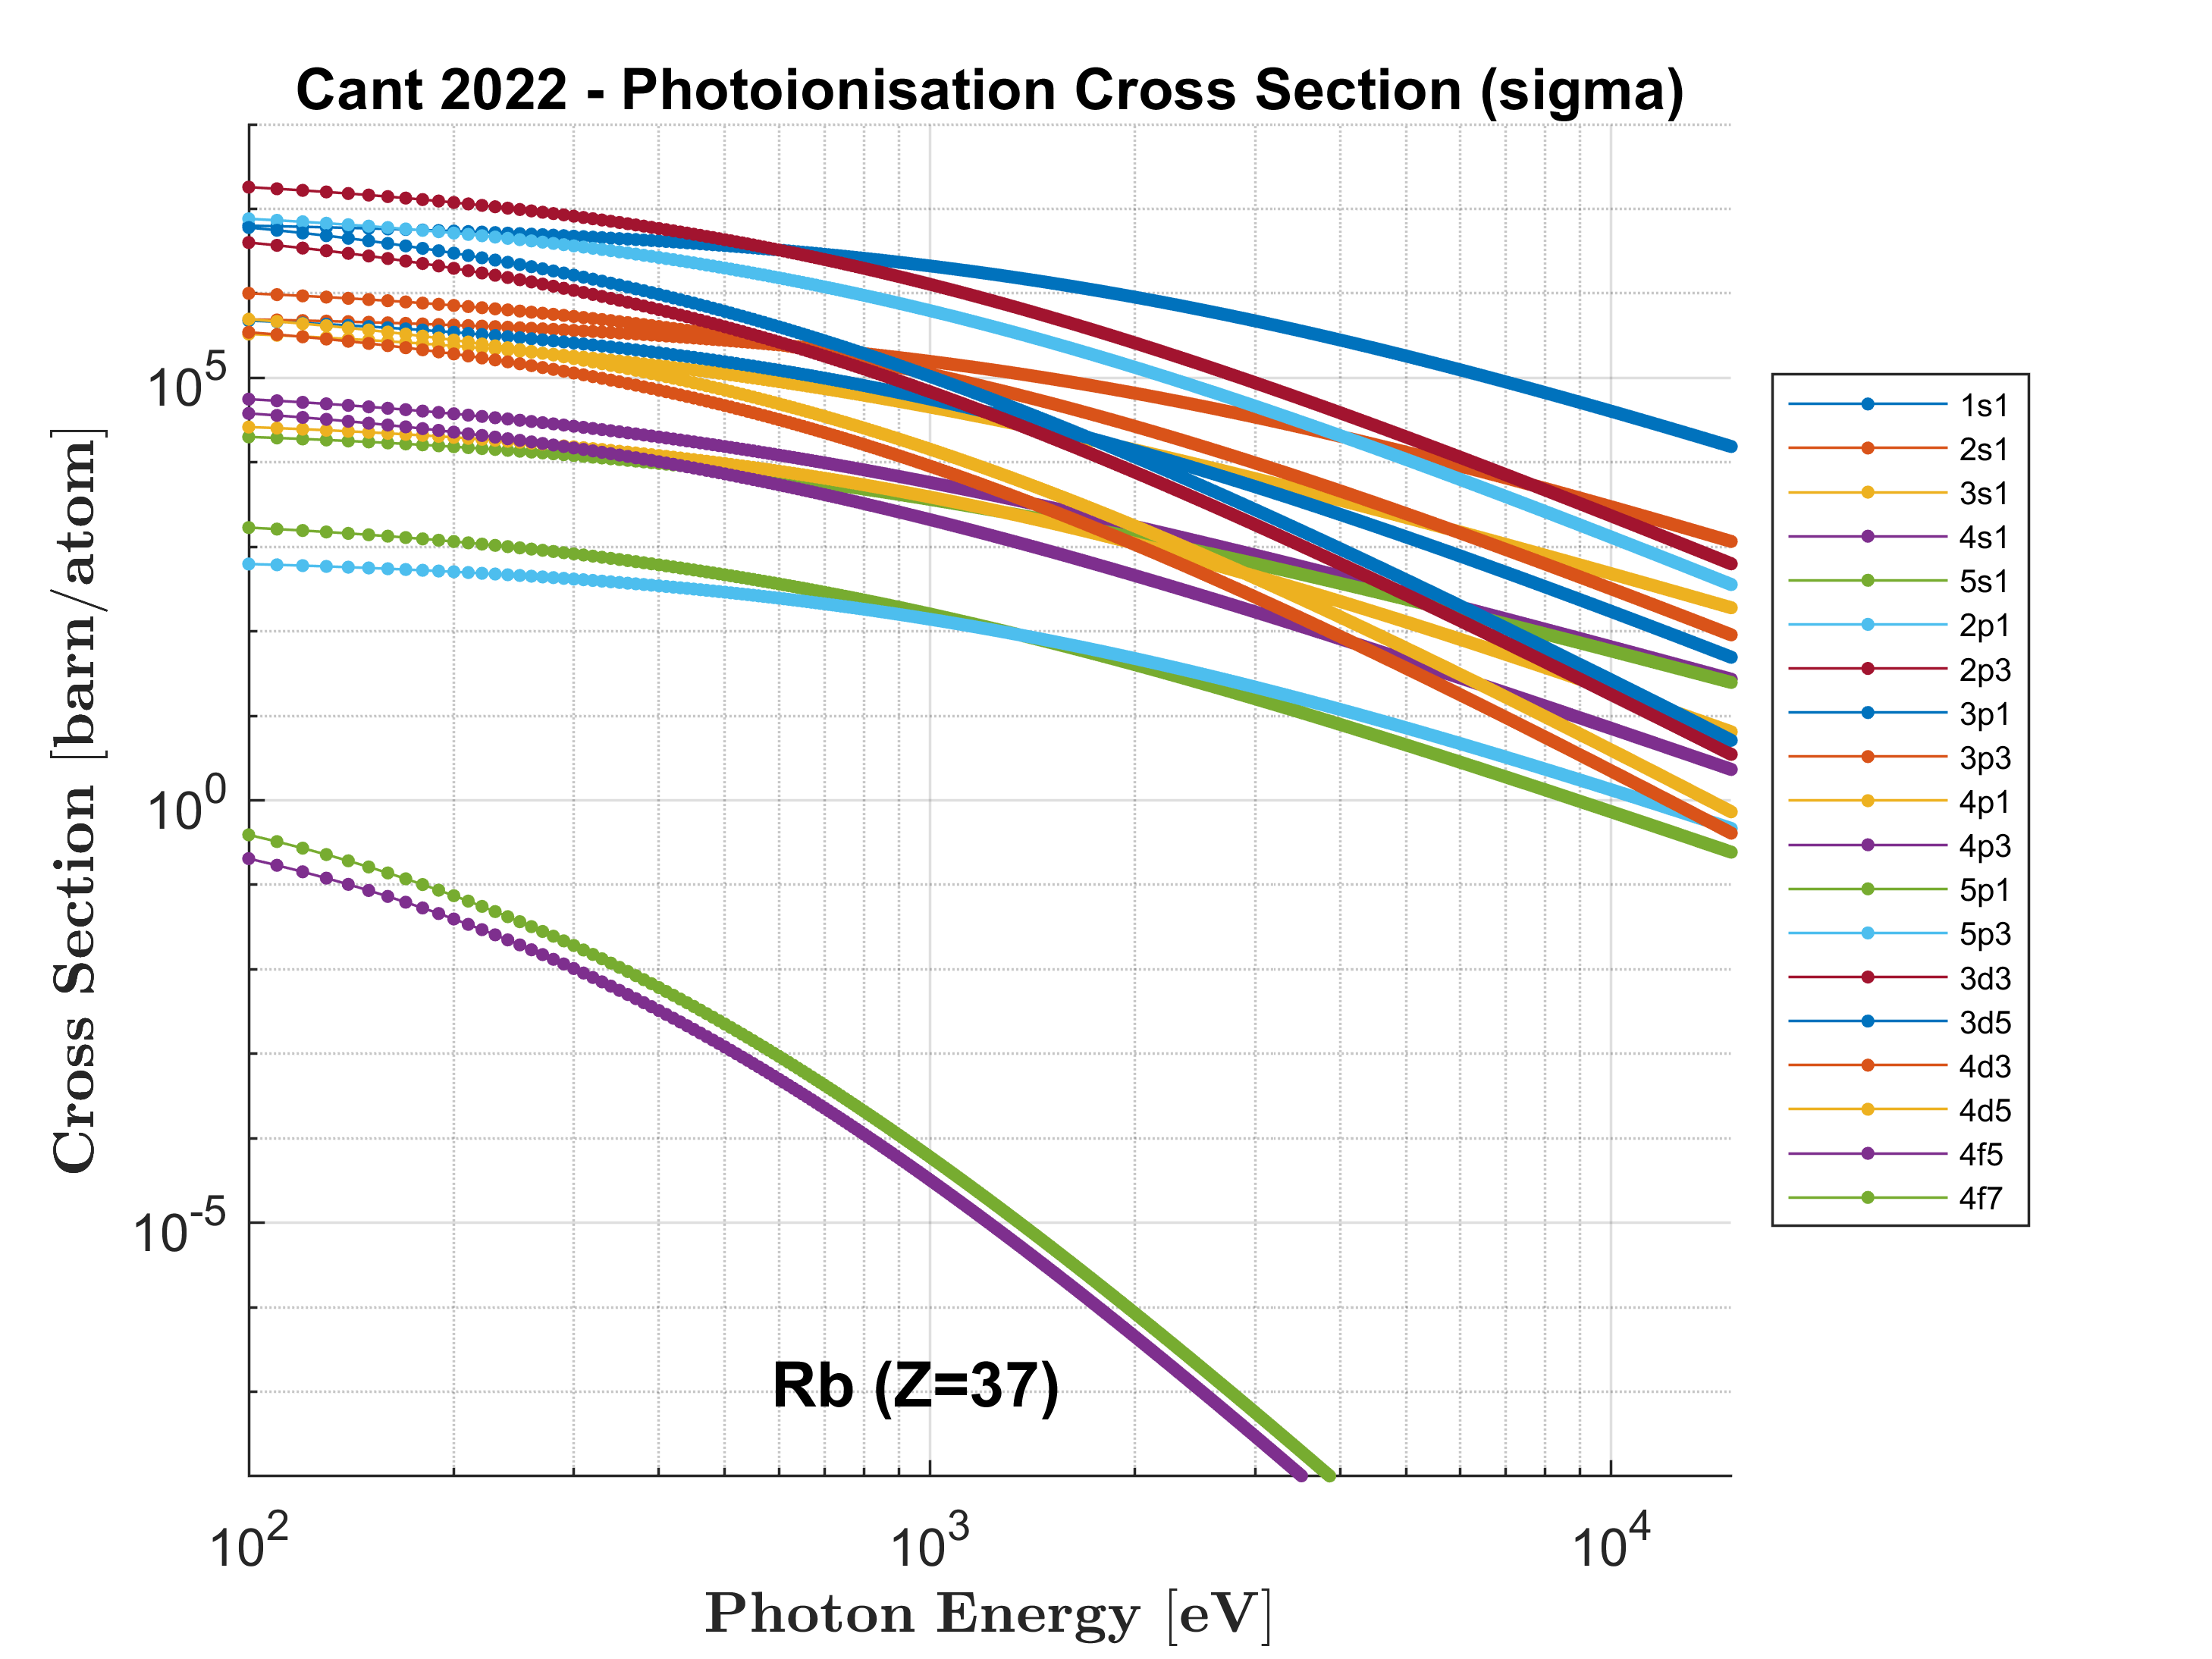 Cant 2022 - Photoionisation Cross Section (sigma)
Cross Section [barn/atom]
10^5
10^0
10^-5
10^2
10^3
10^4
Photon Energy [eV]
Rb (Z=37)
1s1
2s1
3s1
4s1
5s1
2p1
2p3
3p1
3p3
4p1
4p3
5p1
5p3
3d3
3d5
4d3
4d5
4f5
4f7